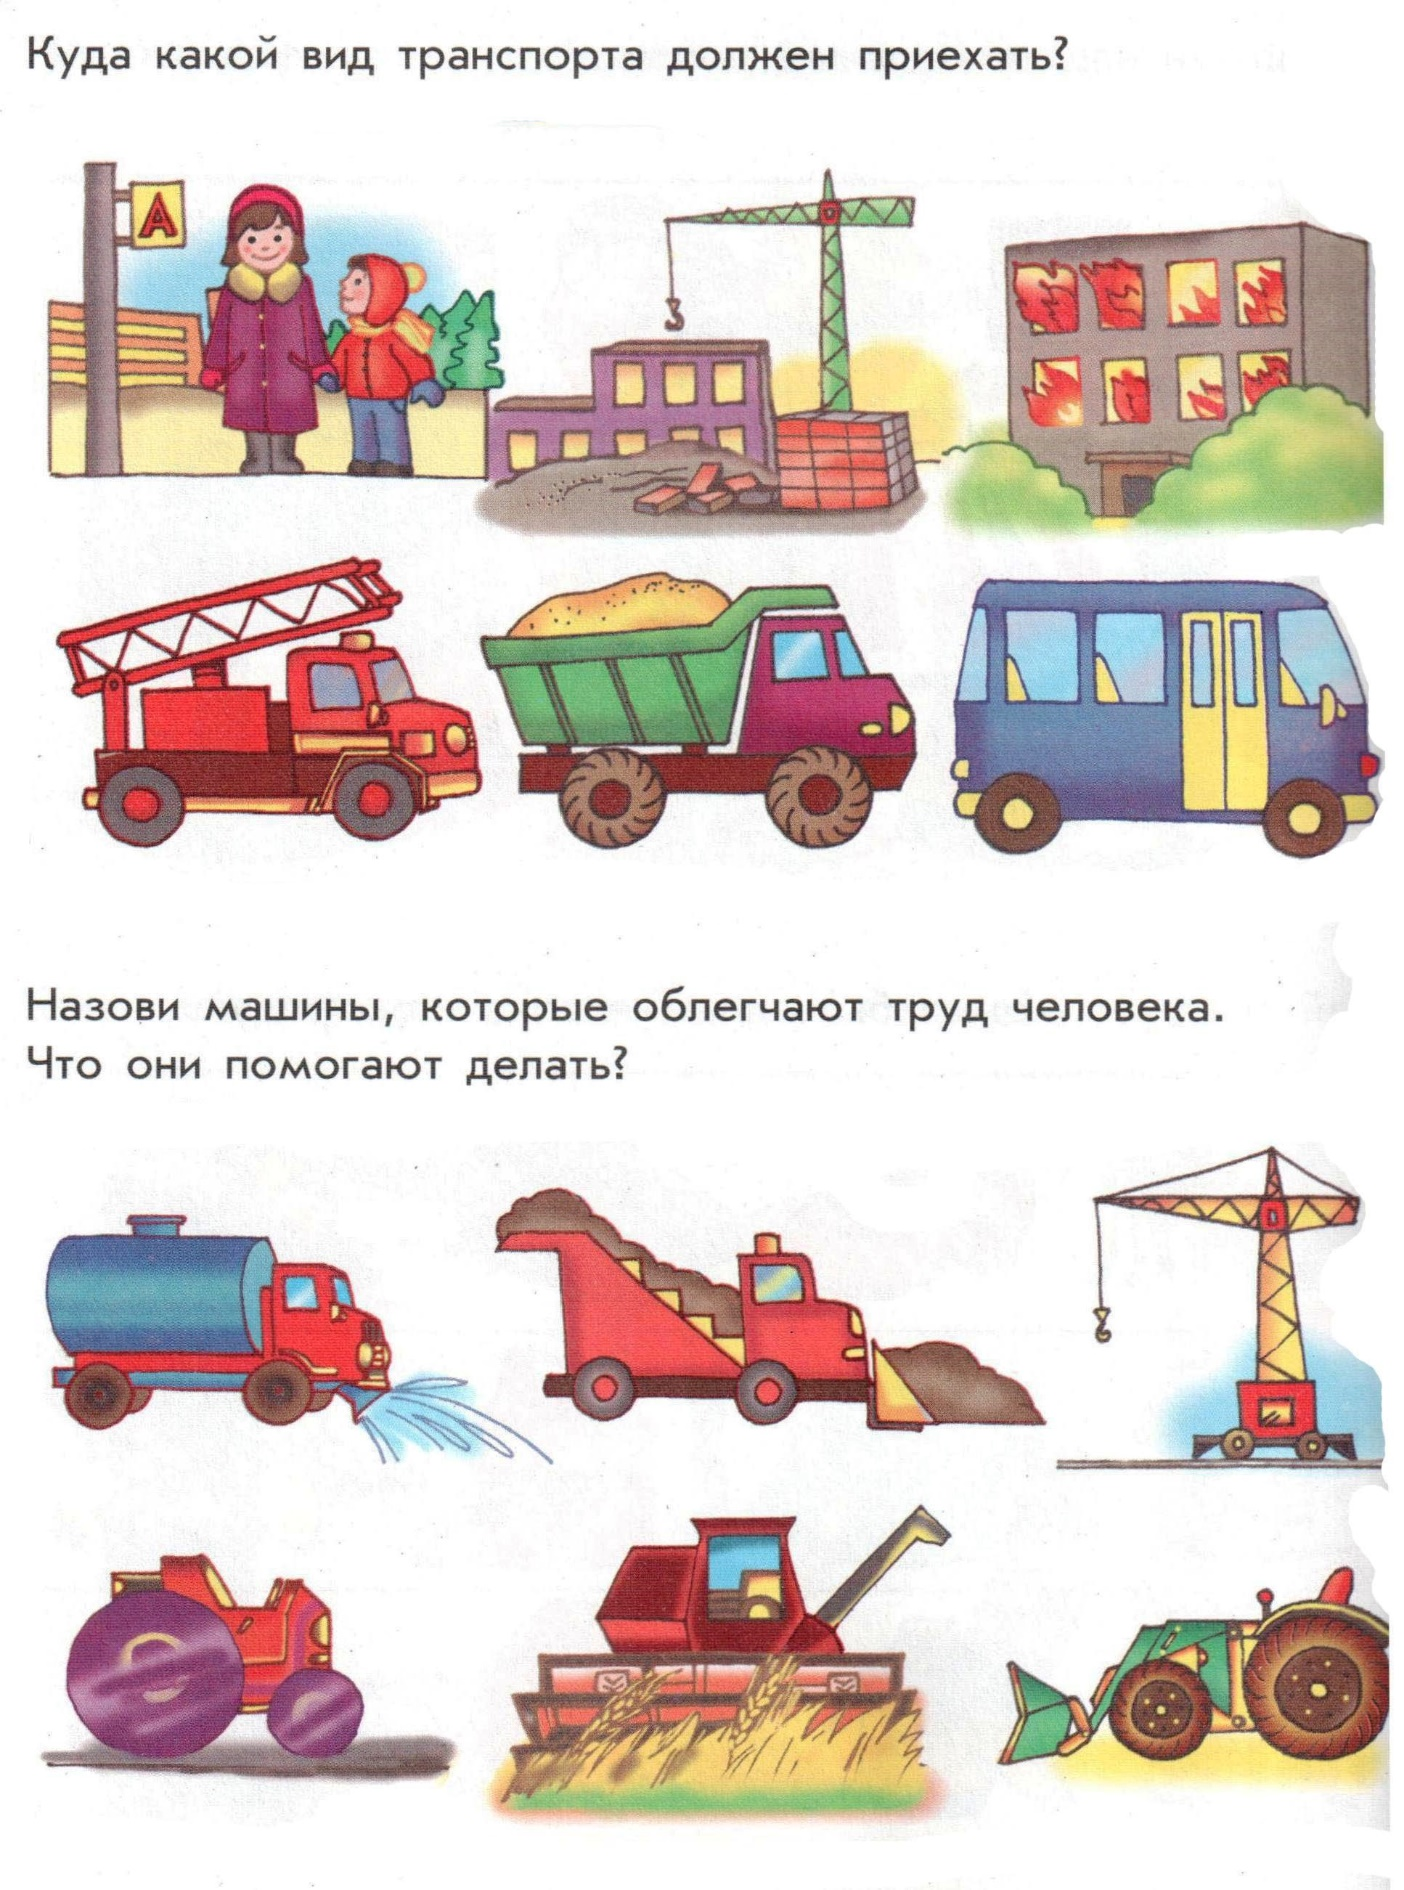 Куда какой вид транспорта должен приехать?
А
Назови машины, которые облегчают труд человека.
Что они помогают делать?